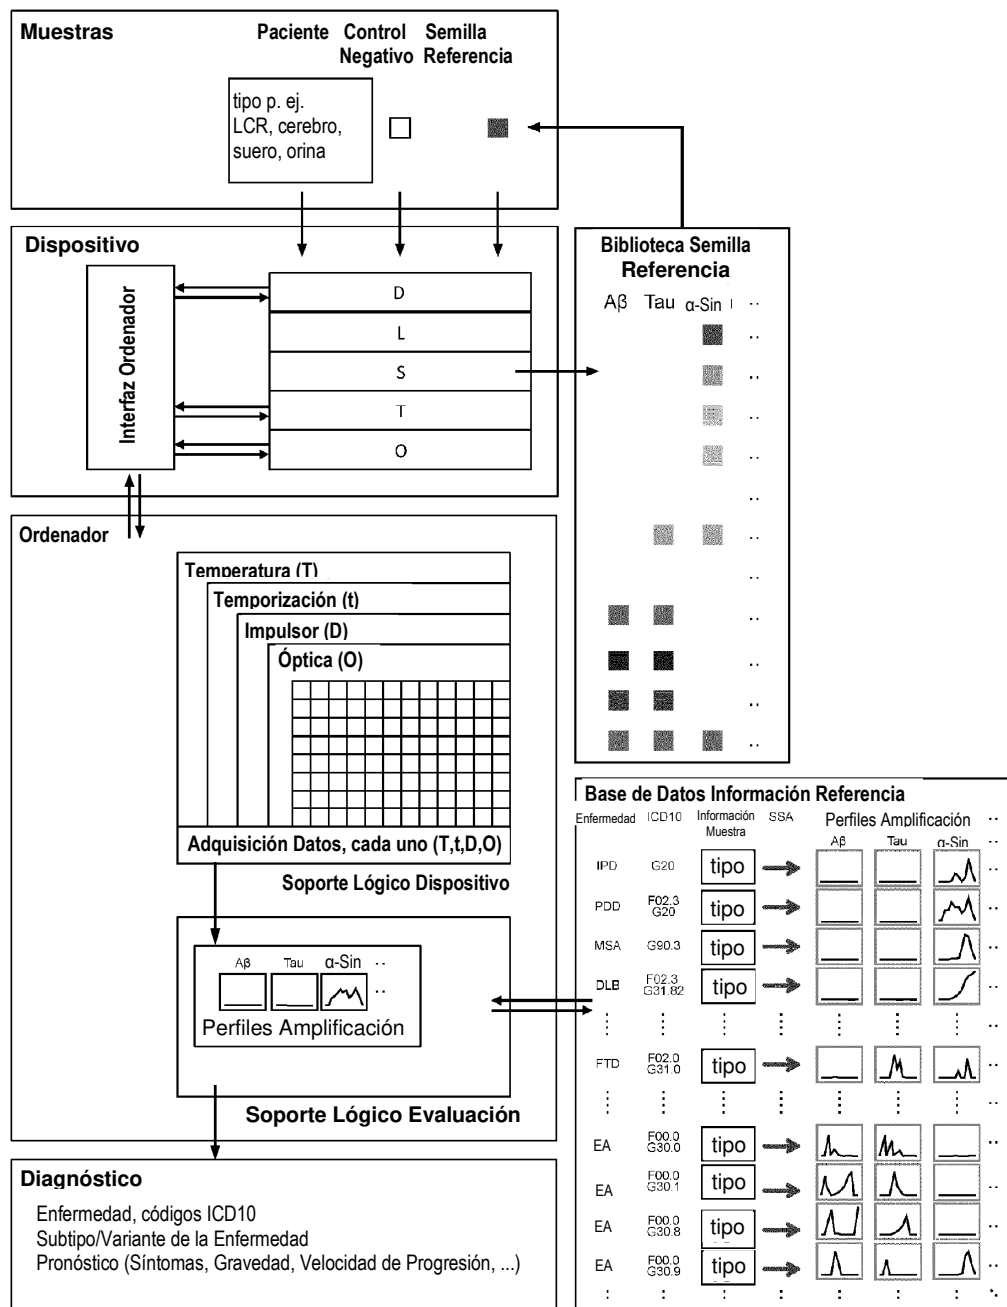 Muestras
Paciente Control Semilla
Negativo Referencia
tipo p. ej.
LCR, cerebro,
suero, orina
Dispositivo
Interfaz Ordenador
D
L
S
T
O
Biblioteca Semilla
Referencia
Aβ Tau α-Sin ..
..
..
..
..
..
..
..
..
..
..
..
Ordenador
Temperatura (T)
Temporización (t)
Impulsor (D)
Óptica (O)
Adquisición Datos, cada uno (T,t,D,O)
Soporte Lógico Dispositivo
Aβ Tau α-Sin ..
..
Perfiles Amplificación
Soporte Lógico Evaluación
Diagnóstico
Enfermedad, códigos ICD10
Subtipo/Variante de la Enfermedad
Pronóstico (Síntomas, Gravedad, Velocidad de Progresión, ...)
Base de Datos Información Referencia
Enfermedad ICD10 Información SSA Perfiles Amplificación ..
Muestra
Aβ Tau α-Sin ..
IPD G20 tipo ..
PDD F02.3 tipo ..
G20
MSA G90.3 tipo ..
DLB F02.3 tipo ..
G31.82
FTD F02.0 tipo ..
G31.0
EA F00.0 tipo ..
G30.0
EA F00.0 tipo ..
G30.1
EA F00.0 tipo ..
G30.8
EA F00.0 tipo ..
G30.9